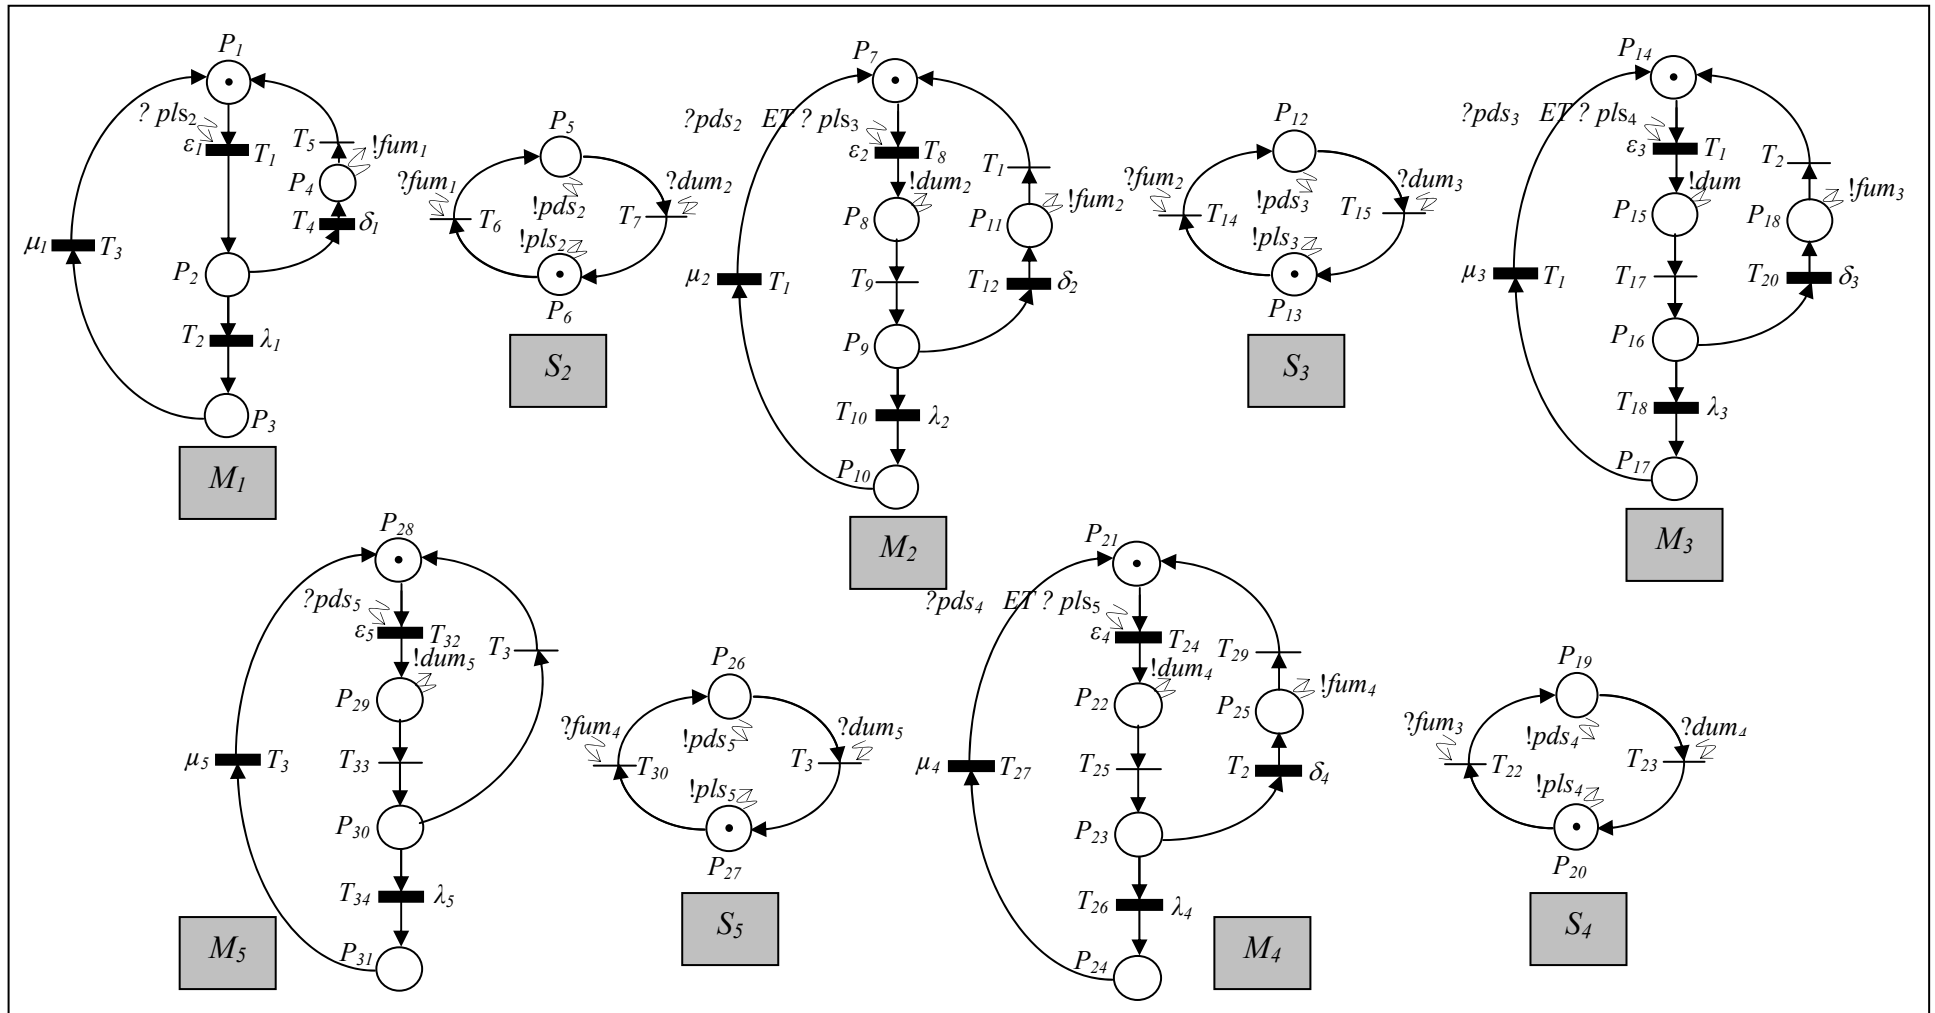 P1
? pls2
ε1 T1
T5 !fum1
P4
T4 δ1
μ1 T3
P2
T2 λ1
P3
M1
P5
?fum1 !pds2 ?dum2
T6 T7
!pls2
P6
S2
P7
?pds2 ET ? pls3
ε2 T8
T1
!dum2 !fum2
P8 P11
μ2 T1
T9 T12 δ2
P9
T10 λ2
P10
M2
P12
?fum2 !pds3 ?dum3
T14 T15
!pls3
P13
S3
P14
?pds3 ET ? pls4
ε3 T1
T2
!dum !fum3
P15 P18
μ3 T1
T17 T20 δ3
P16
T18 λ3
P17
M3
P28
?pds5
ε5 T32
T3
!dum5
P29
μ5 T3
T33
P30
T34 λ5
P31
M5
P26
?fum4 !pds5 ?dum5
T30 T3
!pls5
P27
S5
P21
?pds4 ET ? pls5
ε4 T24
T29
!dum4 !fum4
P22 P25
μ4 T27
T25 T2 δ4
P23
T26 λ4
P24
M4
P19
?fum3 !pds4 ?dum4
T22 T23
!pls4
P20
S4